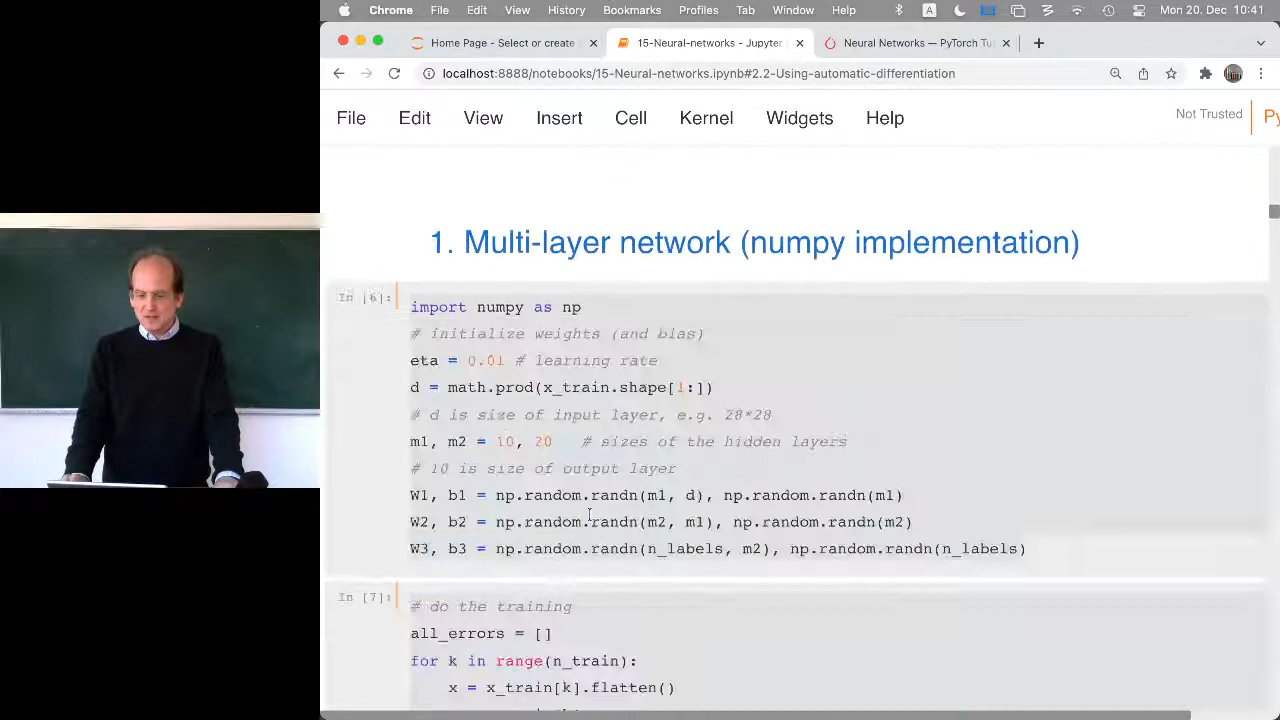 Chrome File Edit View History Bookmarks Profiles Tab Window Help A Mon 20. Dec 10:41
Home Page - Select or create 15-Neural-networks - Jupyter Neural Networks — PyTorch Tu
localhost:8888/notebooks/15-Neural-networks.ipynb#2.2-Using-automatic-differentiation
File Edit View Insert Cell Kernel Widgets Help Not Trusted Py
1. Multi-layer network (numpy implementation)
In [6]:
import numpy as np
# initialize weights (and bias)
eta = 0.01 # learning rate
d = math.prod(x_train.shape[1:])
# d is size of input layer, e.g. 28*28
m1, m2 = 10, 20 # sizes of the hidden layers
# 10 is size of output layer
W1, b1 = np.random.randn(m1, d), np.random.randn(m1)
W2, b2 = np.random.randn(m2, m1), np.random.randn(m2)
W3, b3 = np.random.randn(n_labels, m2), np.random.randn(n_labels)
In [7]:
# do the training
all_errors = []
for k in range(n_train):
x = x_train[k].flatten()